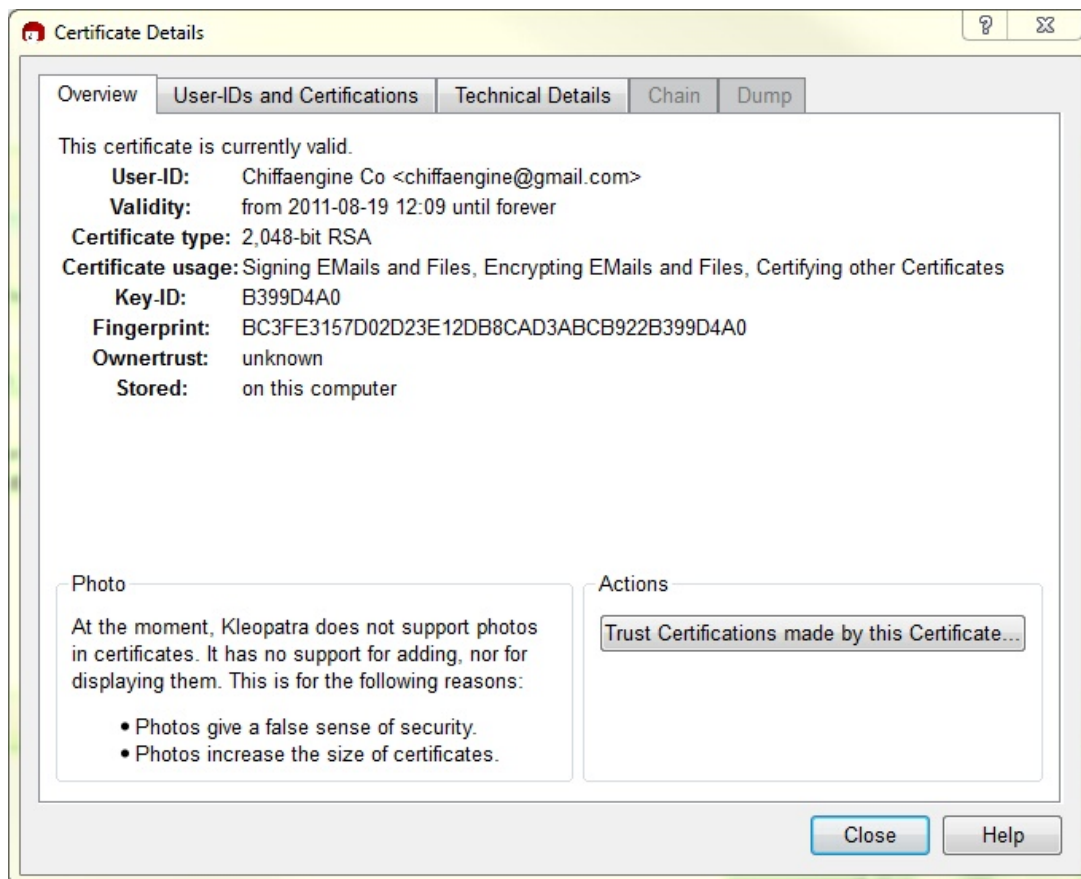 Certificate Details
Overview
User-IDs and Certifications
Technical Details
Chain
Dump
This certificate is currently valid.
User-ID: Chiffaengine Co <chiffaengine@gmail.com>
Validity: from 2011-08-19 12:09 until forever
Certificate type: 2,048-bit RSA
Certificate usage: Signing EMails and Files, Encrypting EMails and Files, Certifying other Certificates
Key-ID: B399D4A0
Fingerprint: BC3FE3157D02D23E12DB8CAD3ABCB922B399D4A0
Ownertrust: unknown
Stored: on this computer
Photo
At the moment, Kleopatra does not support photos
in certificates. It has no support for adding, nor for
displaying them. This is for the following reasons:
• Photos give a false sense of security.
• Photos increase the size of certificates.
Actions
Trust Certifications made by this Certificate...
Close
Help